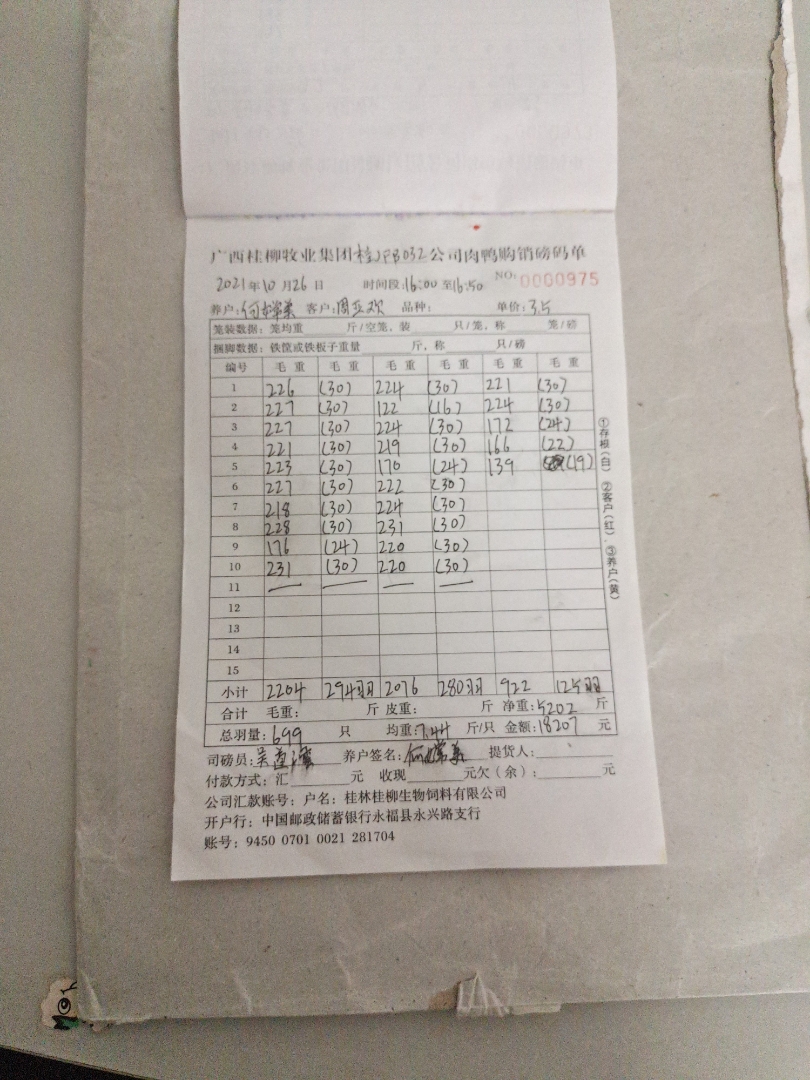 广西桂柳牧业集团桂JFB032公司肉鸭购销磅码单
2021年10月26日 时间段:16:00至16:50 NO: 0000975
养户: 客户:周亚欢 品种: 单价:3.5
笼装数据: 笼均重 斤/空笼, 装 只/笼, 称 笼/磅
捆脚数据: 铁筐或铁板子重量 斤, 称 只/磅
编号 毛重 毛重 毛重 毛重 毛重 毛重
1 226 (30) 224 (30) 221 (30)
2 227 (30) 122 (16) 224 (30)
3 227 (30) 224 (30) 172 (24)
4 221 (30) 219 (30) 166 (22)
5 223 (30) 170 (24) 139 (19)
6 227 (30) 222 (30)
7 218 (30) 224 (30)
8 228 (30) 231 (30)
9 176 (24) 220 (30)
10 231 (30) 220 (30)
11 — — — —
12
13
14
15
小计 2204 294羽 2076 280羽 922 125羽
合计 毛重: 斤 皮重: 斤 净重:5202 斤
总羽量:699 只 均重:7.44 斤/只 金额:18207 元
司磅员: 养户签名: 提货人:
付款方式: 汇 元 收现 元欠(余): 元
公司汇款账号: 户名: 桂林桂柳生物饲料有限公司
开户行: 中国邮政储蓄银行永福县永兴路支行
账号: 9450 0701 0021 281704
①存根(白) ②客户(红) ③养户(黄)